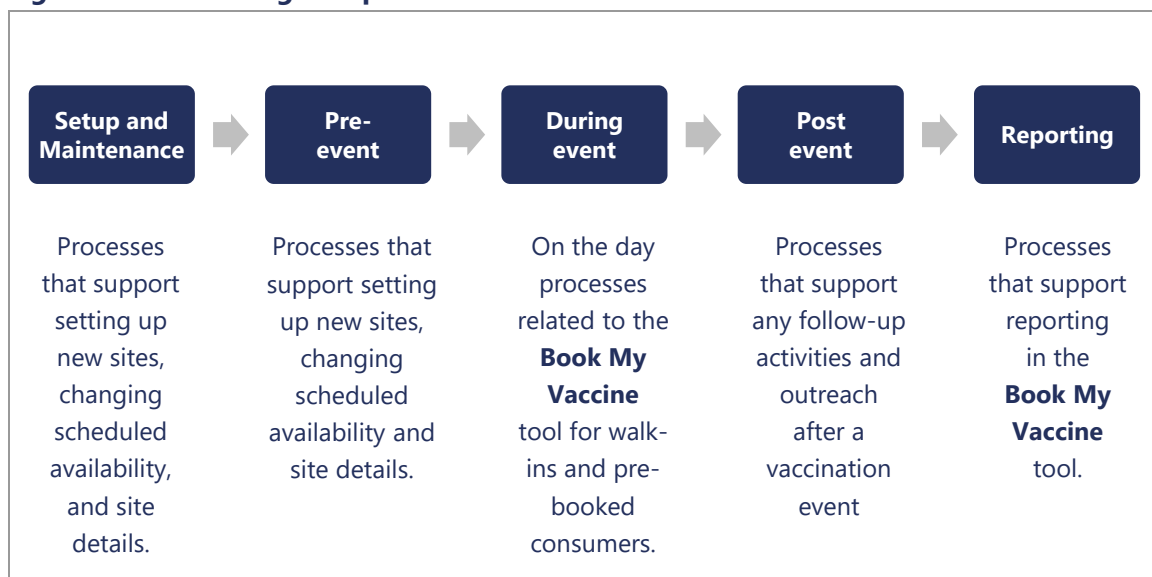 Setup and
Maintenance
Pre-
event
During
event
Post
event
Reporting
Processes
that support
setting up
new sites,
changing
scheduled
availability,
and site
details.
Processes that
support setting
up new sites,
changing
scheduled
availability and
site details.
On the day
processes
related to the
Book My
Vaccine
tool for walk-
ins and pre-
booked
consumers.
Processes
that support
any follow-up
activities and
outreach
after a
vaccination
event
Processes
that support
reporting
in the
Book My
Vaccine
tool.